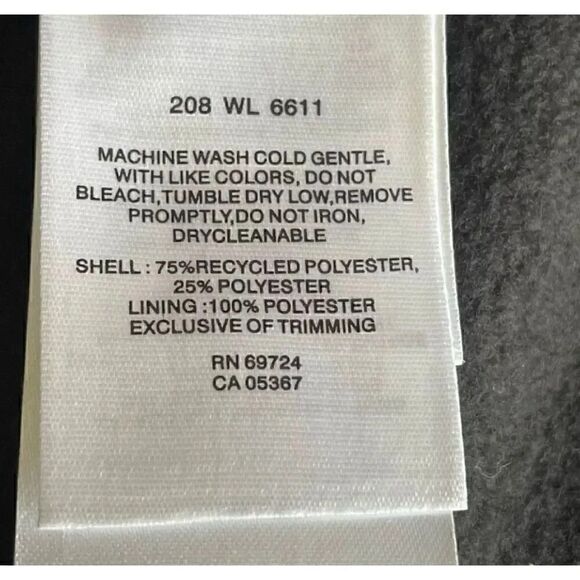 208 WL 6611
MACHINE WASH COLD GENTLE,
WITH LIKE COLORS, DO NOT
BLEACH,TUMBLE DRY LOW,REMOVE
PROMPTLY,DO NOT IRON,
DRYCLEANABLE
SHELL : 75%RECYCLED POLYESTER,
25% POLYESTER
LINING :100% POLYESTER
EXCLUSIVE OF TRIMMING
RN 69724
CA 05367